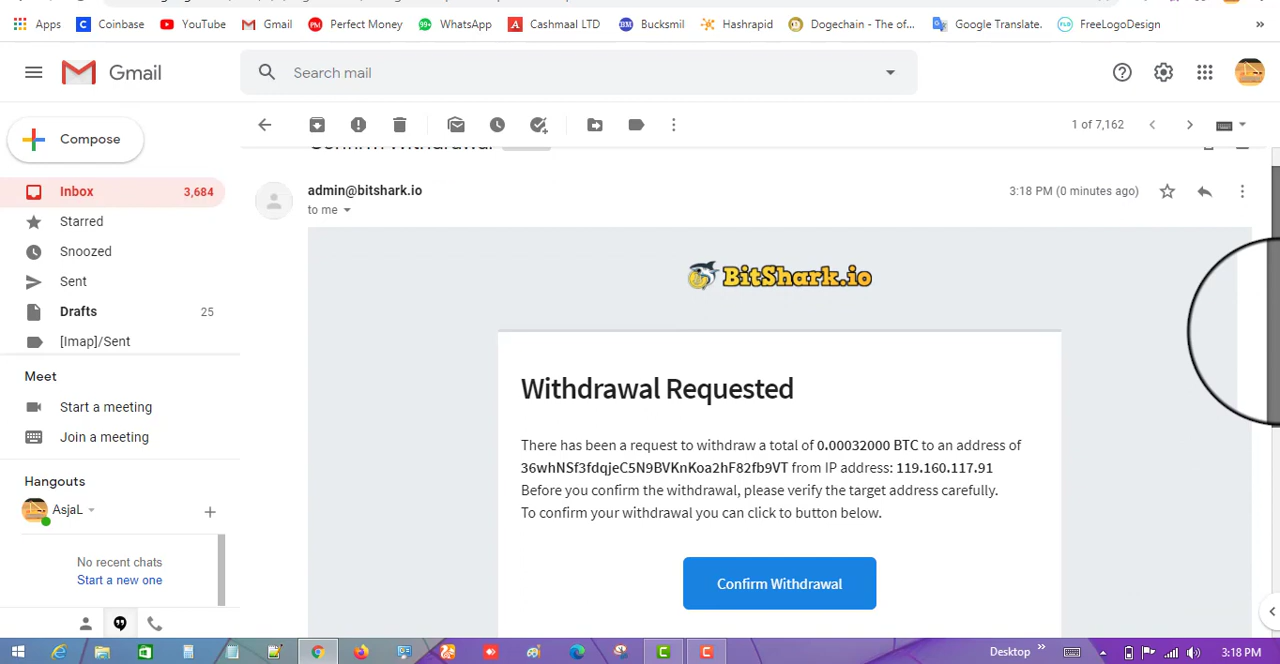 Apps Coinbase YouTube Gmail Perfect Money WhatsApp Cashmaal LTD Bucksmil Hashrapid Dogechain - The of... Google Translate. FreeLogoDesign »
Gmail
Search mail
Compose
1 of 7,162
Inbox 3,684
Starred
Snoozed
Sent
Drafts 25
[Imap]/Sent
Meet
Start a meeting
Join a meeting
Hangouts
AsjaL
No recent chats
Start a new one
Confirm Withdrawal
admin@bitshark.io
3:18 PM (0 minutes ago)
to me
BitShark.io
Withdrawal Requested
There has been a request to withdraw a total of 0.00032000 BTC to an address of
36whNSf3fdqjeC5N9BVKnKoa2hF82fb9VT from IP address: 119.160.117.91
Before you confirm the withdrawal, please verify the target address carefully.
To confirm your withdrawal you can click to button below.
Confirm Withdrawal
Desktop »
3:18 PM